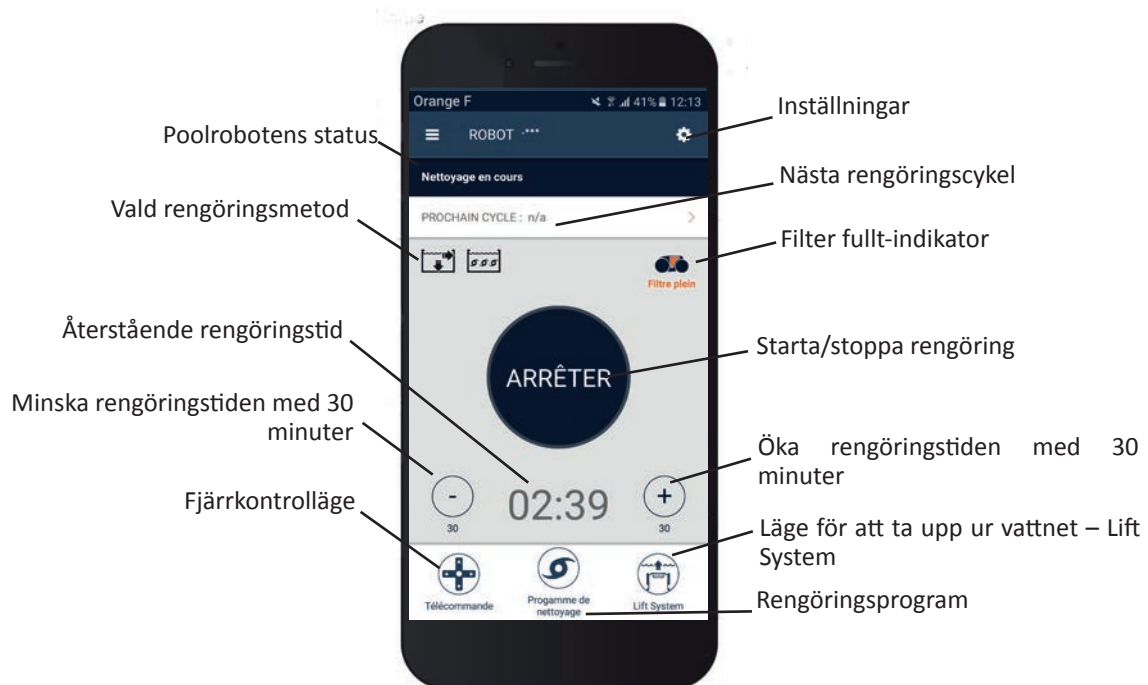 Orange F 41% 12:13
Inställningar
Poolrobotens status
ROBOT -***
Nettoyage en cours
Nästa rengöringscykel
Vald rengöringsmetod
PROCHAIN CYCLE : n/a
Filter fullt-indikator
Filtre plein
Återstående rengöringstid
Starta/stoppa rengöring
ARRÊTER
Minska rengöringstiden med 30
minuter
Öka rengöringstiden med 30
minuter
Fjärrkontrolläge
-
02:39
+
30
30
Läge för att ta upp ur vattnet – Lift
System
Télécommande
Progamme de
nettoyage
Lift System
Rengöringsprogram